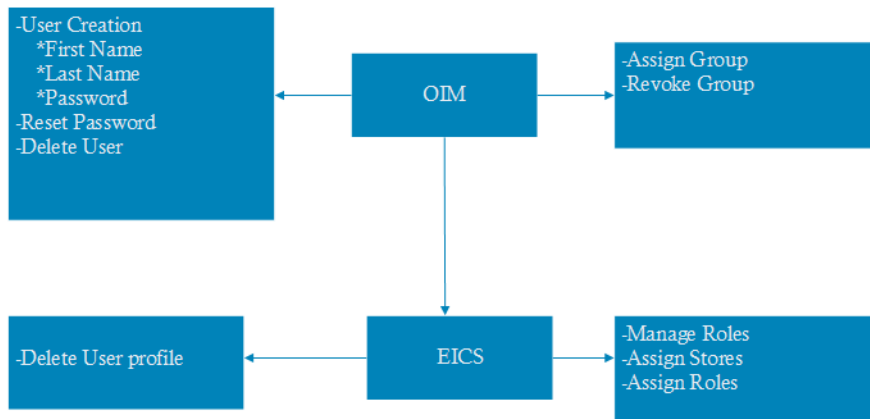 -User Creation
*First Name
*Last Name
*Password
-Reset Password
-Delete User
OIM
-Assign Group
-Revoke Group
-Delete User profile
EICS
-Manage Roles
-Assign Stores
-Assign Roles